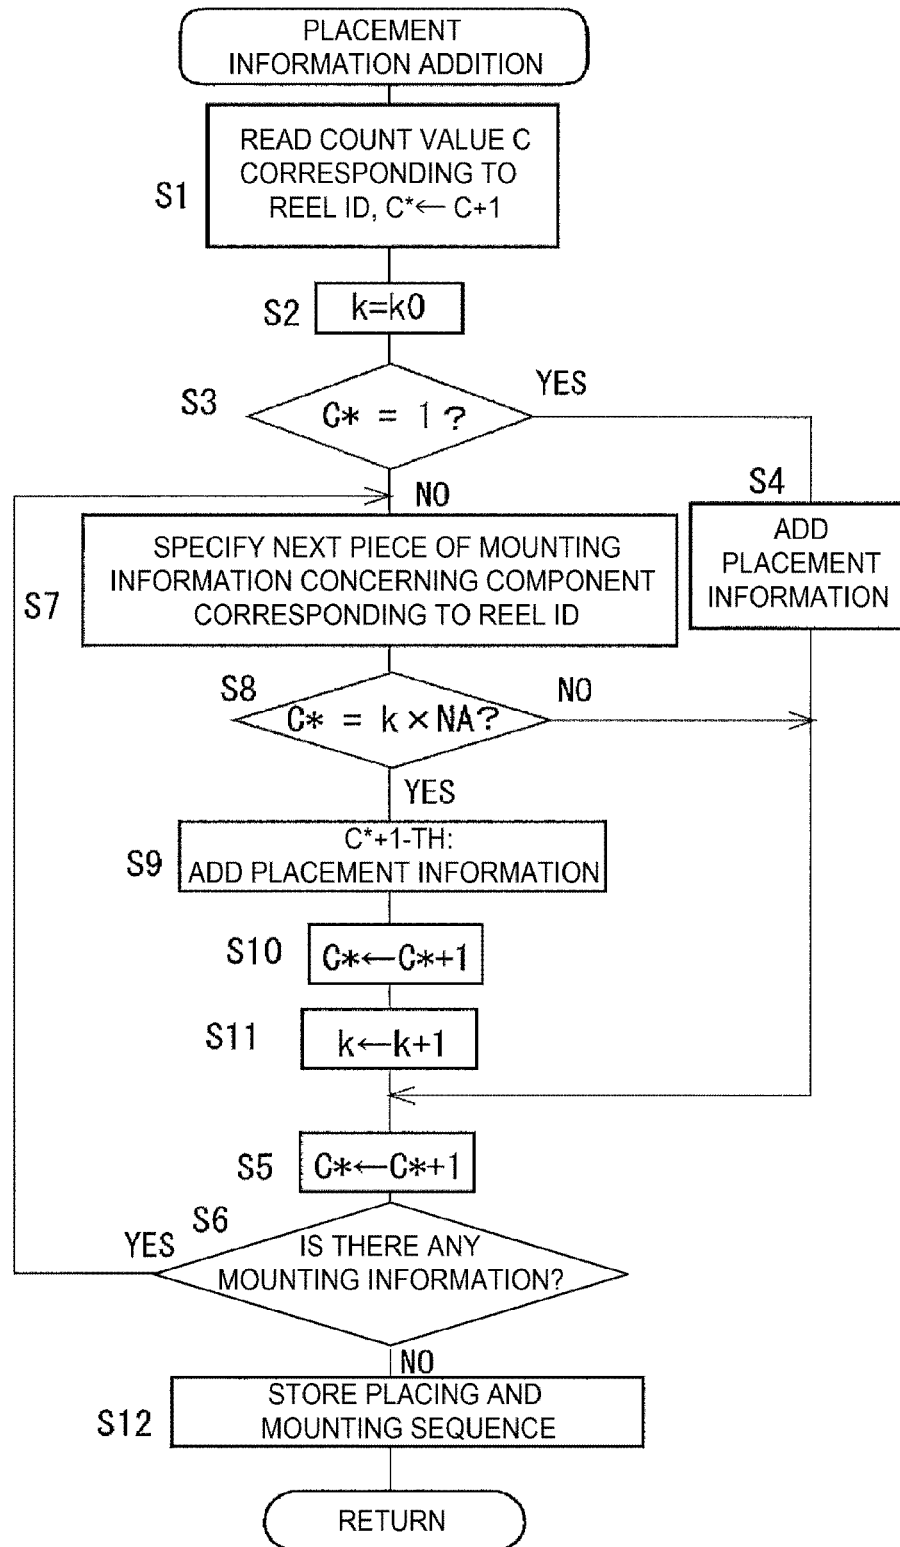 PLACEMENT
INFORMATION ADDITION
S1
READ COUNT VALUE C
CORRESPONDING TO
REEL ID, C*← C+1
S2
k=k0
S3
C* = 1 ?
YES
NO
S4
ADD
PLACEMENT
INFORMATION
S7
SPECIFY NEXT PIECE OF MOUNTING
INFORMATION CONCERNING COMPONENT
CORRESPONDING TO REEL ID
S8
C* = k × NA?
NO
YES
S9
C*+1-TH:
ADD PLACEMENT INFORMATION
S10
C*←C*+1
S11
k←k+1
S5
C*←C*+1
S6
YES
IS THERE ANY
MOUNTING INFORMATION?
NO
S12
STORE PLACING AND
MOUNTING SEQUENCE
RETURN